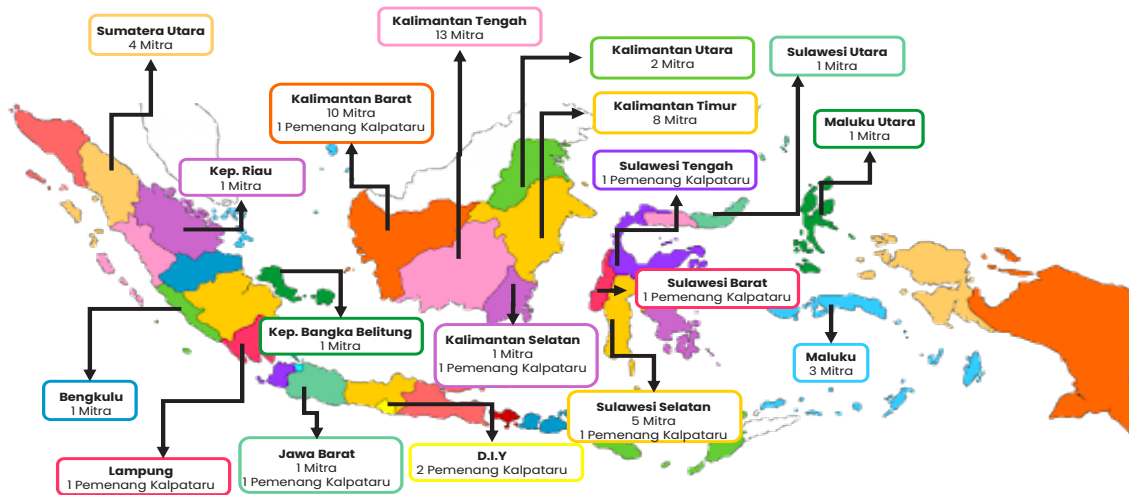 Sumatera Utara
4 Mitra
Kalimantan Tengah
13 Mitra
Kalimantan Utara
2 Mitra
Sulawesi Utara
1 Mitra
Kalimantan Barat
10 Mitra
1 Pemenang Kalpataru
Kalimantan Timur
8 Mitra
Maluku Utara
1 Mitra
Kep. Riau
1 Mitra
Sulawesi Tengah
1 Pemenang Kalpataru
Sulawesi Barat
1 Pemenang Kalpataru
Kep. Bangka Belitung
1 Mitra
Kalimantan Selatan
1 Mitra
1 Pemenang Kalpataru
Maluku
3 Mitra
Bengkulu
1 Mitra
Sulawesi Selatan
5 Mitra
1 Pemenang Kalpataru
Lampung
1 Pemenang Kalpataru
Jawa Barat
1 Mitra
1 Pemenang Kalpataru
D.I.Y
2 Pemenang Kalpataru